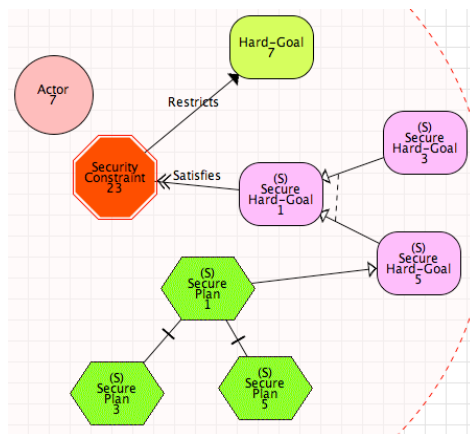 Hard-Goal
7
Actor
7
Restricts
(S)
Secure
Hard-Goal
3
Security
Constraint
23
Satisfies
(S)
Secure
Hard-Goal
1
(S)
Secure
Hard-Goal
5
(S)
Secure
Plan
1
(S)
Secure
Plan
3
(S)
Secure
Plan
5